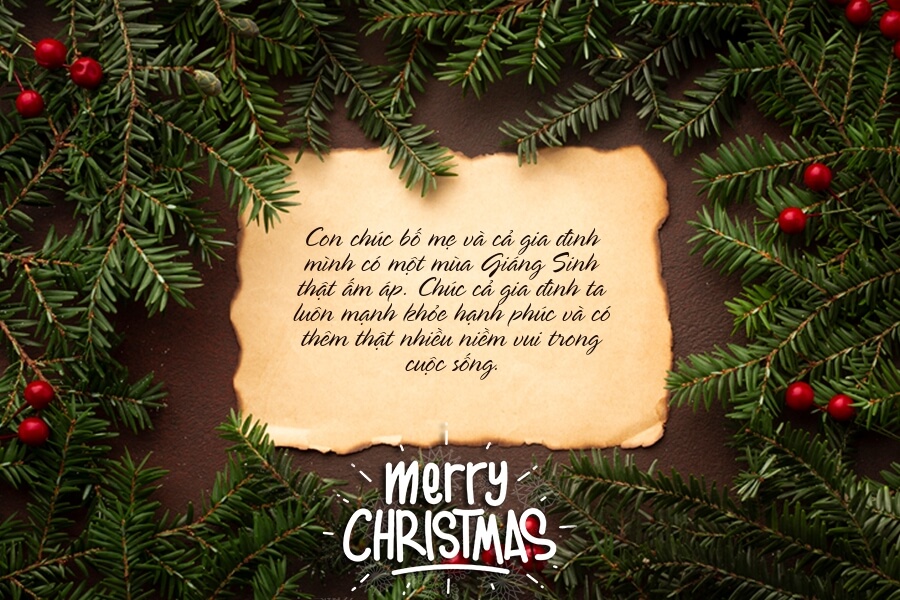 Con chúc bố mẹ và cả gia đình
mình có một mùa Giáng Sinh
thật ấm áp. Chúc cả gia đình ta
luôn mạnh khỏe hạnh phúc và có
thêm thật nhiều niềm vui trong
cuộc sống.
merry
CHRISTMAS